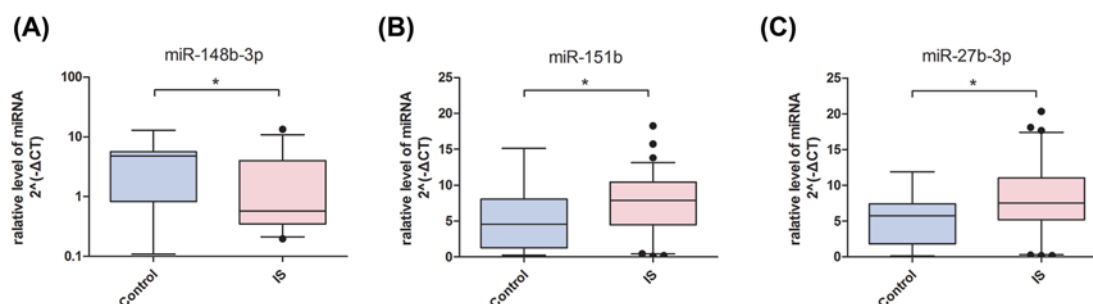 (A)
miR-148b-3p
*
ralative level of miRNA
2^(-ΔCT)
100
10
1
0.1
Control
IS
(B)
miR-151b
*
ralative level of miRNA
2^(-ΔCT)
25
20
15
10
5
0
Control
IS
(C)
miR-27b-3p
*
ralative level of miRNA
2^(-ΔCT)
25
20
15
10
5
0
Control
IS